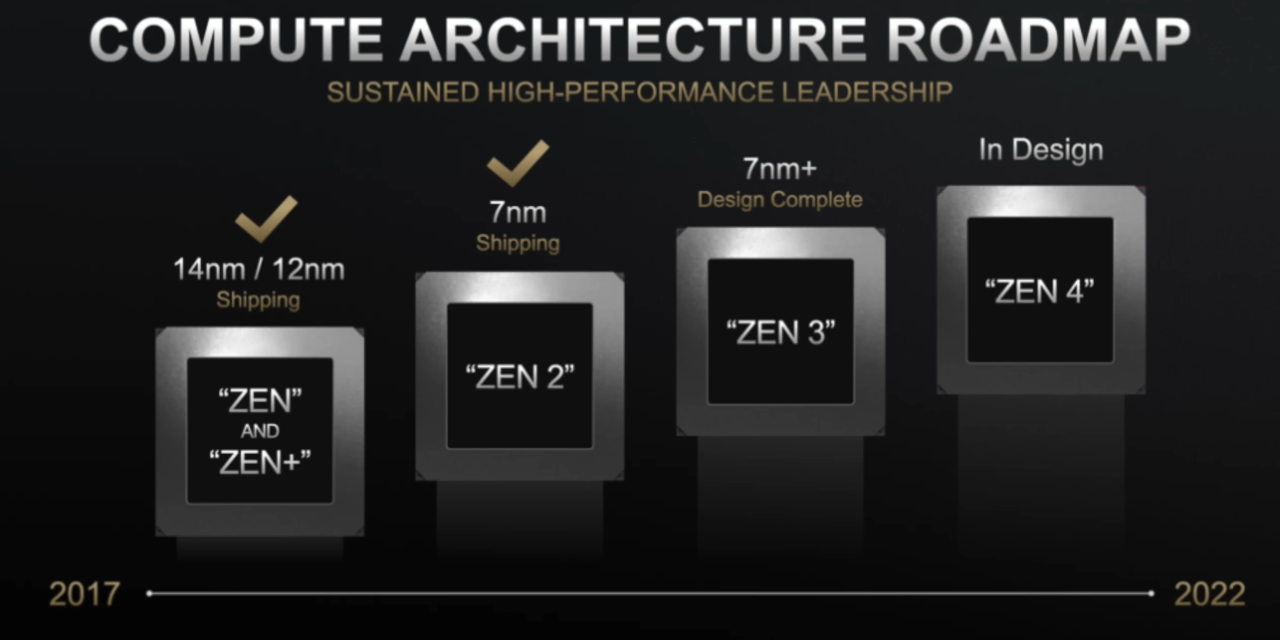 COMPUTE ARCHITECTURE ROADMAP
SUSTAINED HIGH-PERFORMANCE LEADERSHIP
14nm / 12nm
Shipping
“ZEN”
AND
“ZEN+”
7nm
Shipping
“ZEN 2”
7nm+
Design Complete
“ZEN 3”
In Design
“ZEN 4”
2017
2022